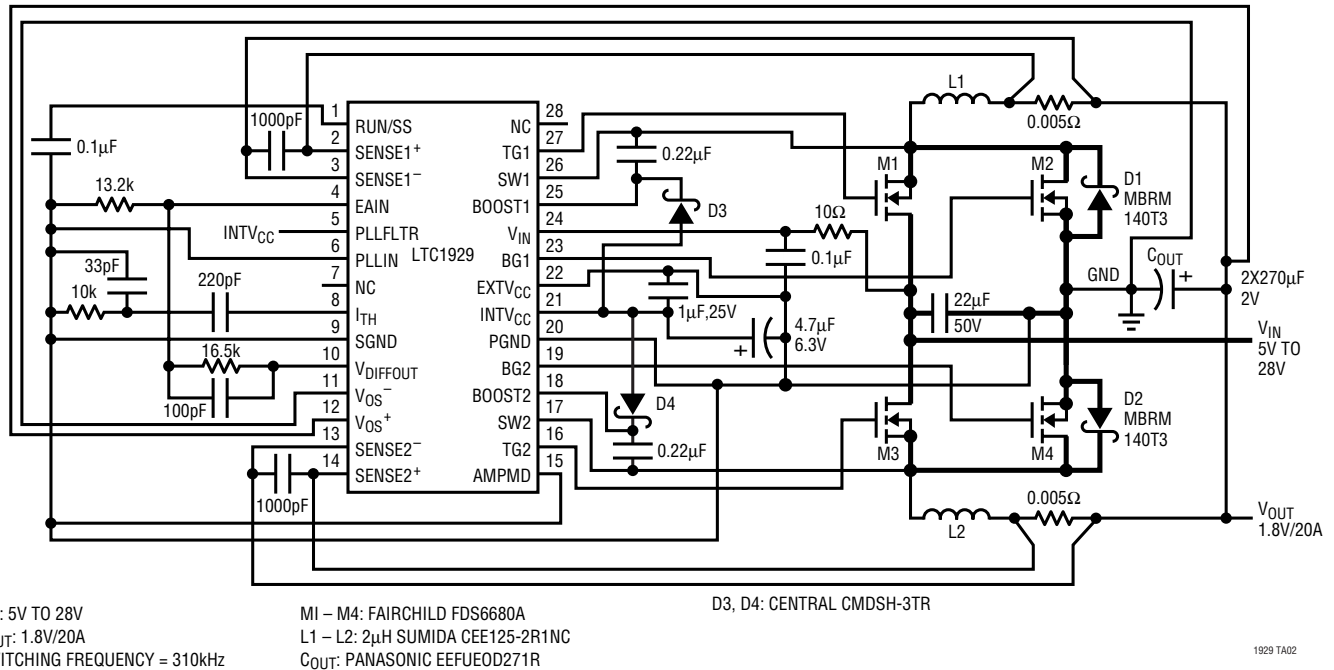 L1
0.005Ω
1000pF
0.1µF
13.2k
INTVCC
33pF
10k
220pF
16.5k
100pF
1000pF
1
2
3
4
5
6
7
8
9
10
11
12
13
14
RUN/SS
SENSE1+
SENSE1–
EAIN
PLLFLTR
PLLIN
NC
ITH
SGND
VDIFFOUT
VOS–
VOS+
SENSE2–
SENSE2+
LTC1929
NC
TG1
SW1
BOOST1
VIN
BG1
EXTVCC
INTVCC
PGND
BG2
BOOST2
SW2
TG2
AMPMD
28
27
26
25
24
23
22
21
20
19
18
17
16
15
0.22µF
D3
10Ω
0.1µF
1µF,25V
4.7µF
6.3V
+
D4
0.22µF
M1
M2
D1
MBRM
140T3
GND
COUT
+
2X270µF
2V
22µF
50V
VIN
5V TO
28V
M3
M4
D2
MBRM
140T3
0.005Ω
L2
VOUT
1.8V/20A
: 5V TO 28V
UT: 1.8V/20A
ITCHING FREQUENCY = 310kHz
MI – M4: FAIRCHILD FDS6680A
L1 – L2: 2µH SUMIDA CEE125-2R1NC
COUT: PANASONIC EEFUEOD271R
D3, D4: CENTRAL CMDSH-3TR
1929 TA02